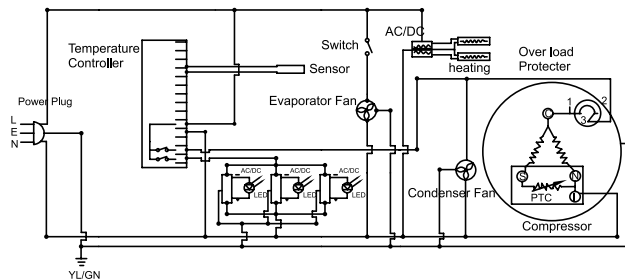 AC/DC
Switch
Temperature
Controller
Sensor
heating
Over load
Protecter
Evaporator Fan
Power Plug
L
E
N
1
2
3
C
AC/DC
AC/DC
AC/DC
LED
LED
LED
Condenser Fan
S
N
PTC
Compressor
YL/GN